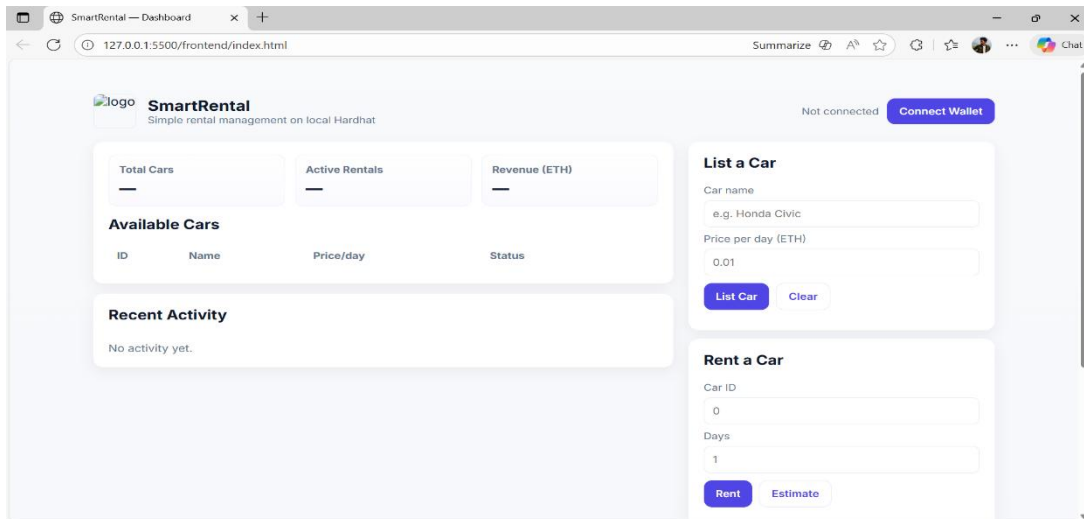 SmartRental — Dashboard
127.0.0.1:5500/frontend/index.html
Summarize
Chat
logo
SmartRental
Simple rental management on local Hardhat
Not connected
Connect Wallet
Total Cars
—
Active Rentals
—
Revenue (ETH)
—
Available Cars
ID Name Price/day Status
Recent Activity
No activity yet.
List a Car
Car name
e.g. Honda Civic
Price per day (ETH)
0.01
List Car Clear
Rent a Car
Car ID
0
Days
1
Rent Estimate